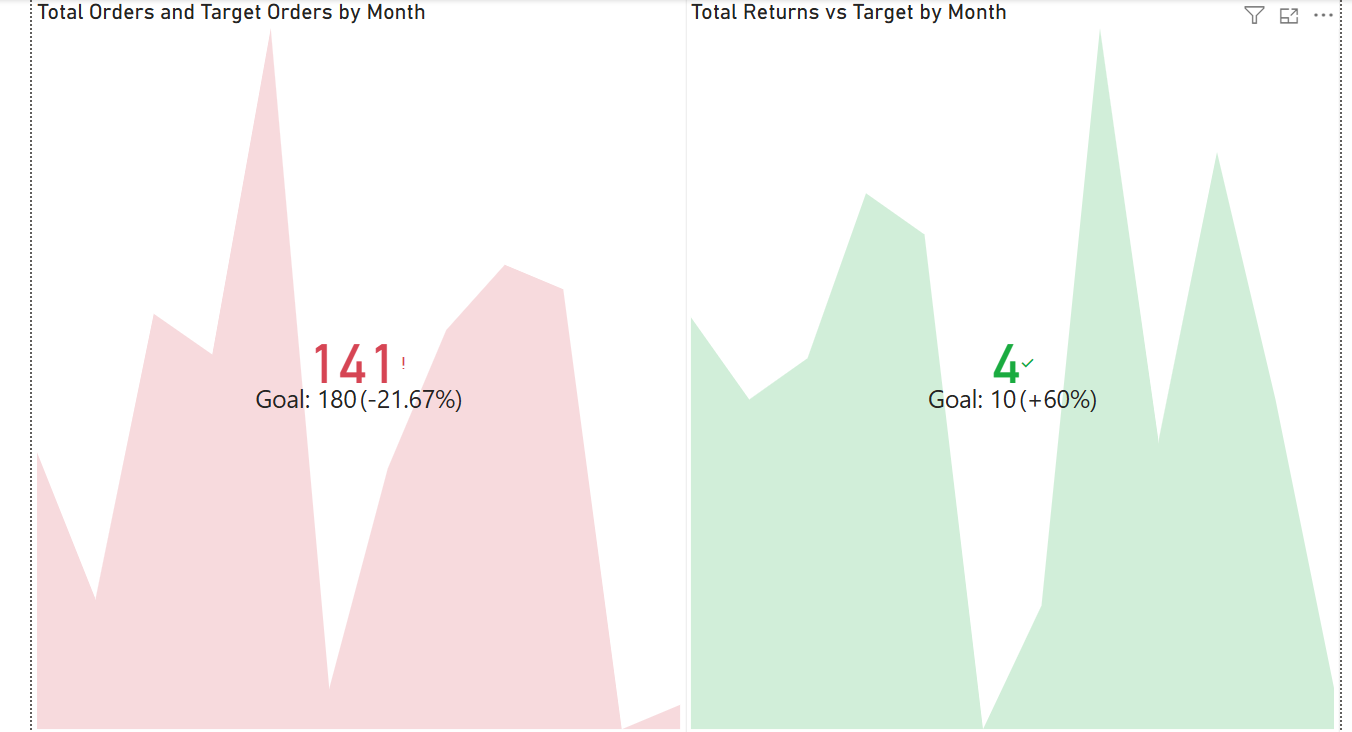 Total Orders and Target Orders by Month
141!
Goal: 180 (-21.67%)
Total Returns vs Target by Month
4
Goal: 10 (+60%)